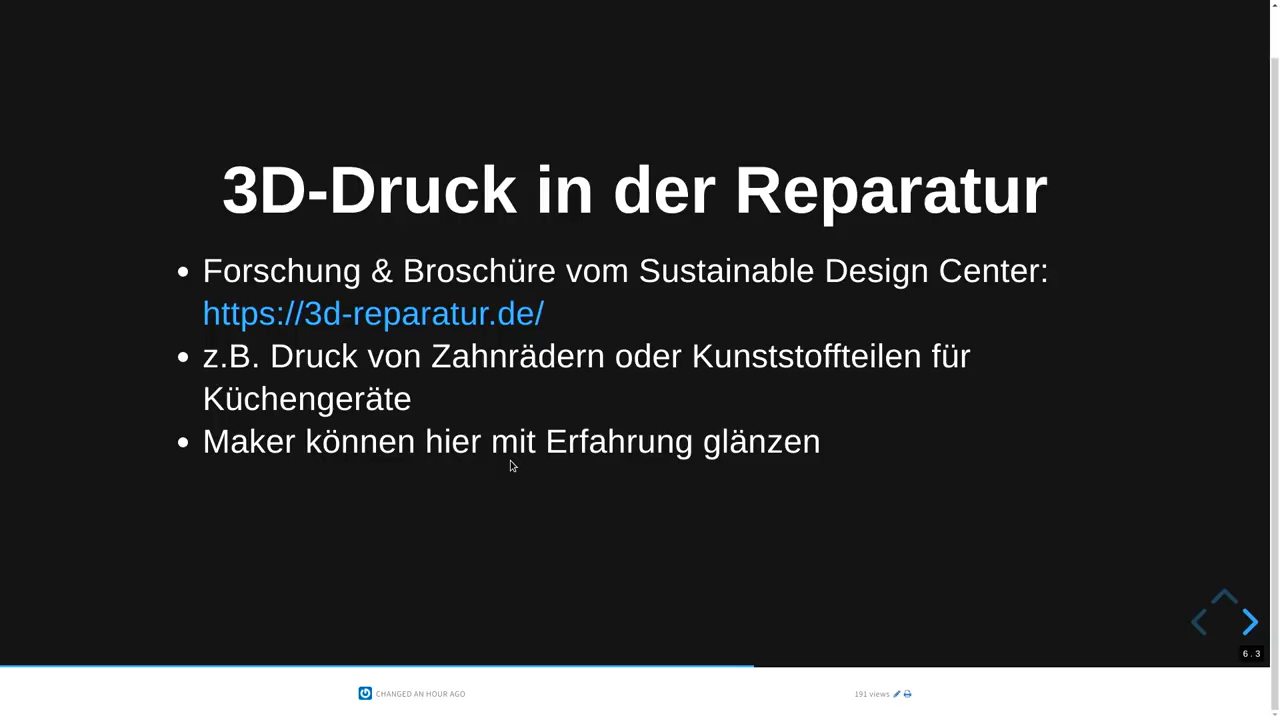 3D-Druck in der Reparatur
Forschung & Broschüre vom Sustainable Design Center:
https://3d-reparatur.de/
z.B. Druck von Zahnrädern oder Kunststoffteilen für
Küchengeräte
Maker können hier mit Erfahrung glänzen
6.3
CHANGED AN HOUR AGO
191 views